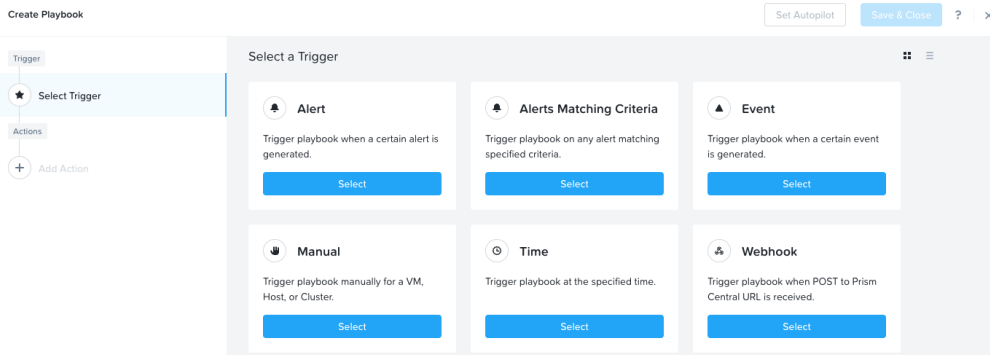 Create Playbook
Set Autopilot
Save & Close
?
Trigger
Select Trigger
Actions
Add Action
Select a Trigger
Alert
Trigger playbook when a certain alert is
generated.
Select
Alerts Matching Criteria
Trigger playbook on any alert matching
specified criteria.
Select
Event
Trigger playbook when a certain event
is generated.
Select
Manual
Trigger playbook manually for a VM,
Host, or Cluster.
Select
Time
Trigger playbook at the specified time.
Select
Webhook
Trigger playbook when POST to Prism
Central URL is received.
Select